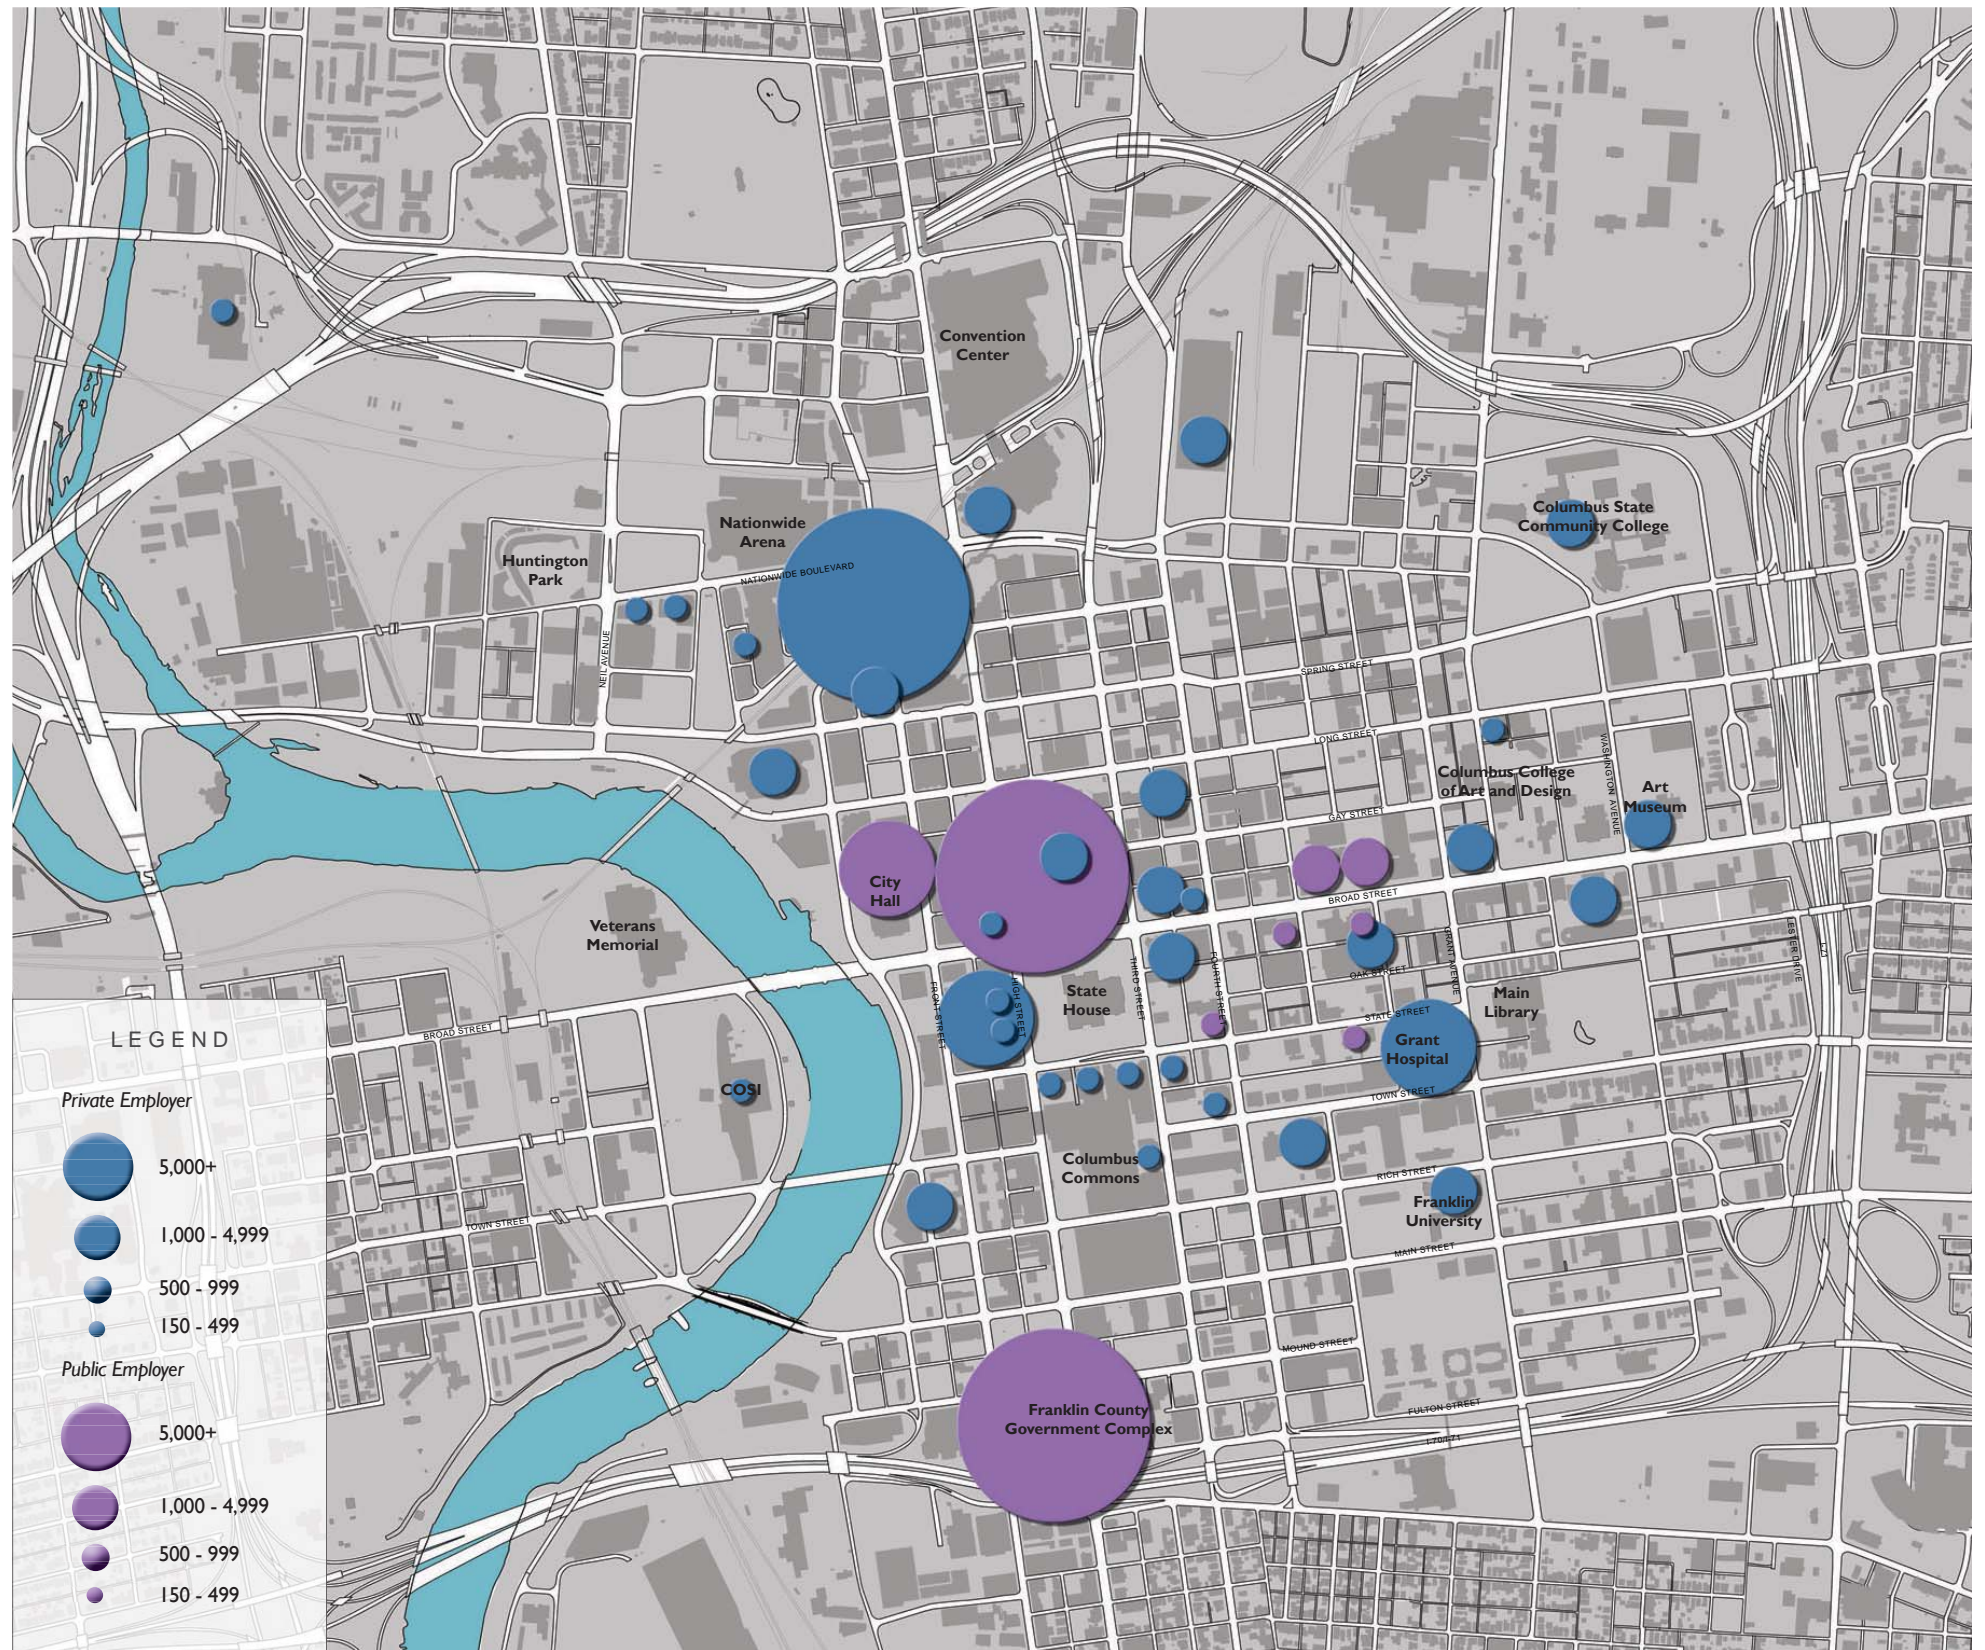 Convention
Center
Nationwide
Arena
Columbus State
Community College
Huntington
Park
NATIONWIDE BOULEVARD
NEIL AVENUE
SPRING STREET
LONG STREET
WASHINGTON AVENUE
Columbus College
of Art and Design
Art
Museum
GAY STREET
City
Hall
BROAD STREET
Veterans
Memorial
THIRD STREET
FOURTH STREET
GRANT AVENUE
LESTER DRIVE
I-71
OAK STREET
FRONT STREET
HIGH STREET
State
House
Main
Library
STATE STREET
Grant
Hospital
BROAD STREET
COSI
TOWN STREET
Columbus
Commons
RICH STREET
Franklin
University
TOWN STREET
MAIN STREET
MOUND STREET
Franklin County
Government Complex
FULTON STREET
I-70/I-71
LEGEND
Private Employer
5,000+
1,000 - 4,999
500 - 999
150 - 499
Public Employer
5,000+
1,000 - 4,999
500 - 999
150 - 499